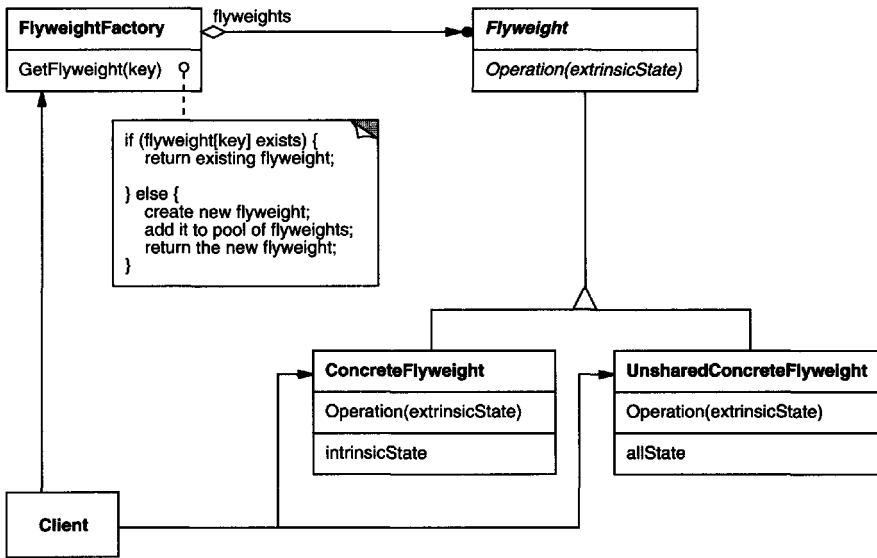 flyweights
FlyweightFactory
GetFlyweight(key)
Flyweight
Operation(extrinsicState)
if (flyweight[key] exists) {
return existing flyweight;
} else {
create new flyweight;
add it to pool of flyweights;
return the new flyweight;
}
ConcreteFlyweight
Operation(extrinsicState)
intrinsicState
UnsharedConcreteFlyweight
Operation(extrinsicState)
allState
Client